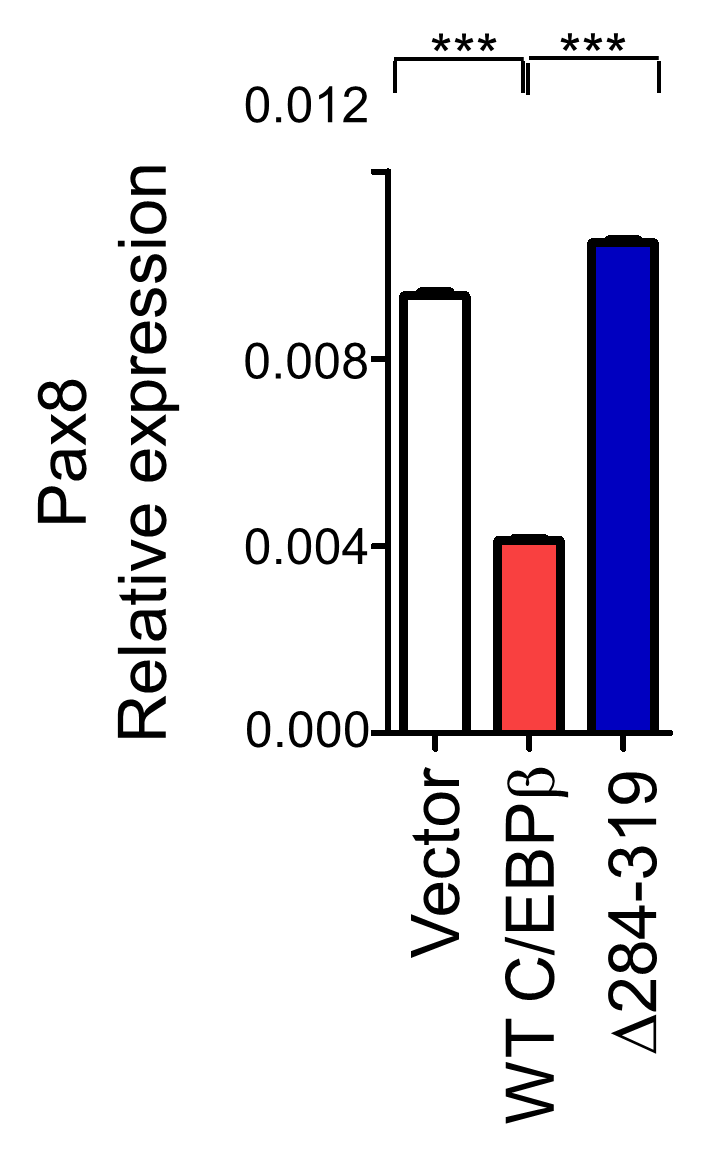 *** ***
0.012
0.008
0.004
0.000
Pax8
Relative expression
Vector
WT C/EBPβ
Δ284-319